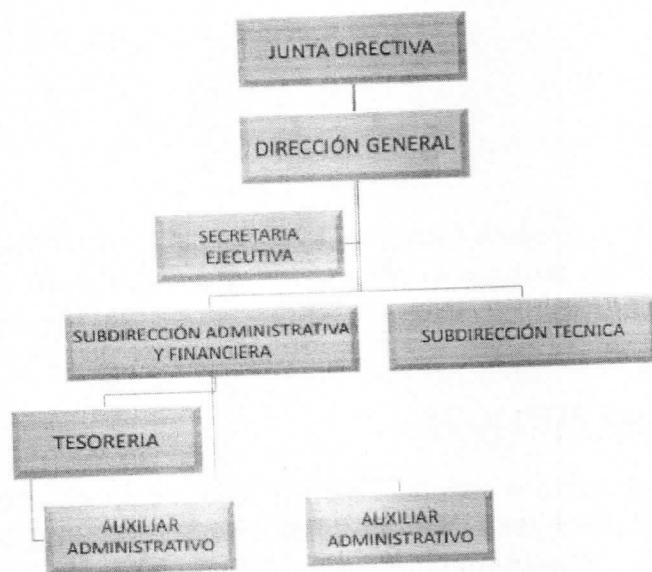 JUNTA DIRECTIVA
DIRECCIÓN GENERAL
SECRETARIA
EJECUTIVA
SUBDIRECCIÓN ADMINISTRATIVA
Y FINANCIERA
SUBDIRECCIÓN TECNICA
TESORERIA
AUXILIAR
ADMINISTRATIVO
AUXILIAR
ADMINISTRATIVO